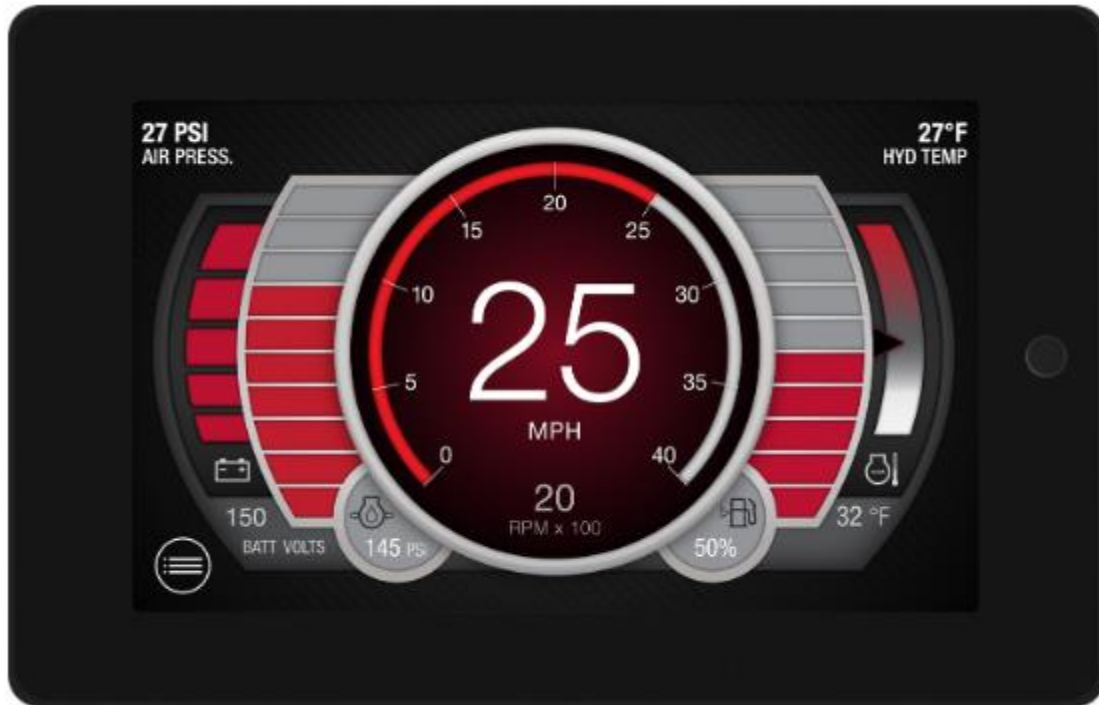 27 PSI
AIR PRESS.
27°F
HYD TEMP
20
15
25
10
30
25
5
35
MPH
0
40
20
RPM x 100
150
BATT VOLTS
145 PSI
50%
32 °F